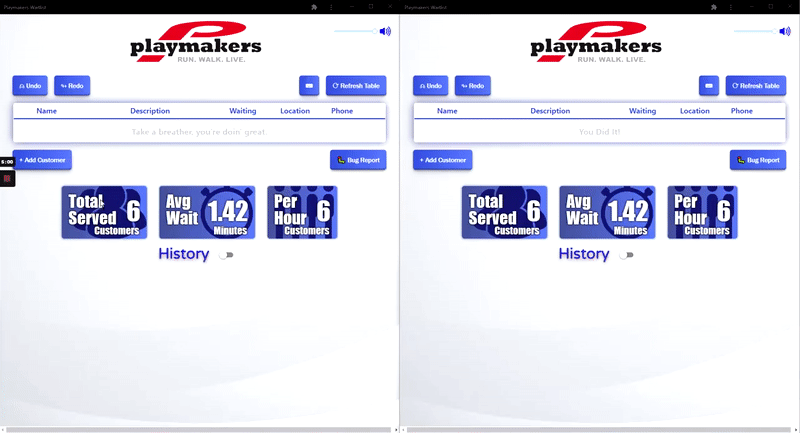 Playmakers Waitlist
playmakers
RUN. WALK. LIVE.
Undo
Redo
Refresh Table
Name Description Waiting Location Phone
Take a breather, you're doin' great.
5:00
+ Add Customer
Bug Report
Total Served 6 Customers
Avg Wait 1.42 Minutes
Per Hour 6 Customers
History
Playmakers Waitlist
playmakers
RUN. WALK. LIVE.
Undo
Redo
Refresh Table
Name Description Waiting Location Phone
You Did It!
+ Add Customer
Bug Report
Total Served 6 Customers
Avg Wait 1.42 Minutes
Per Hour 6 Customers
History